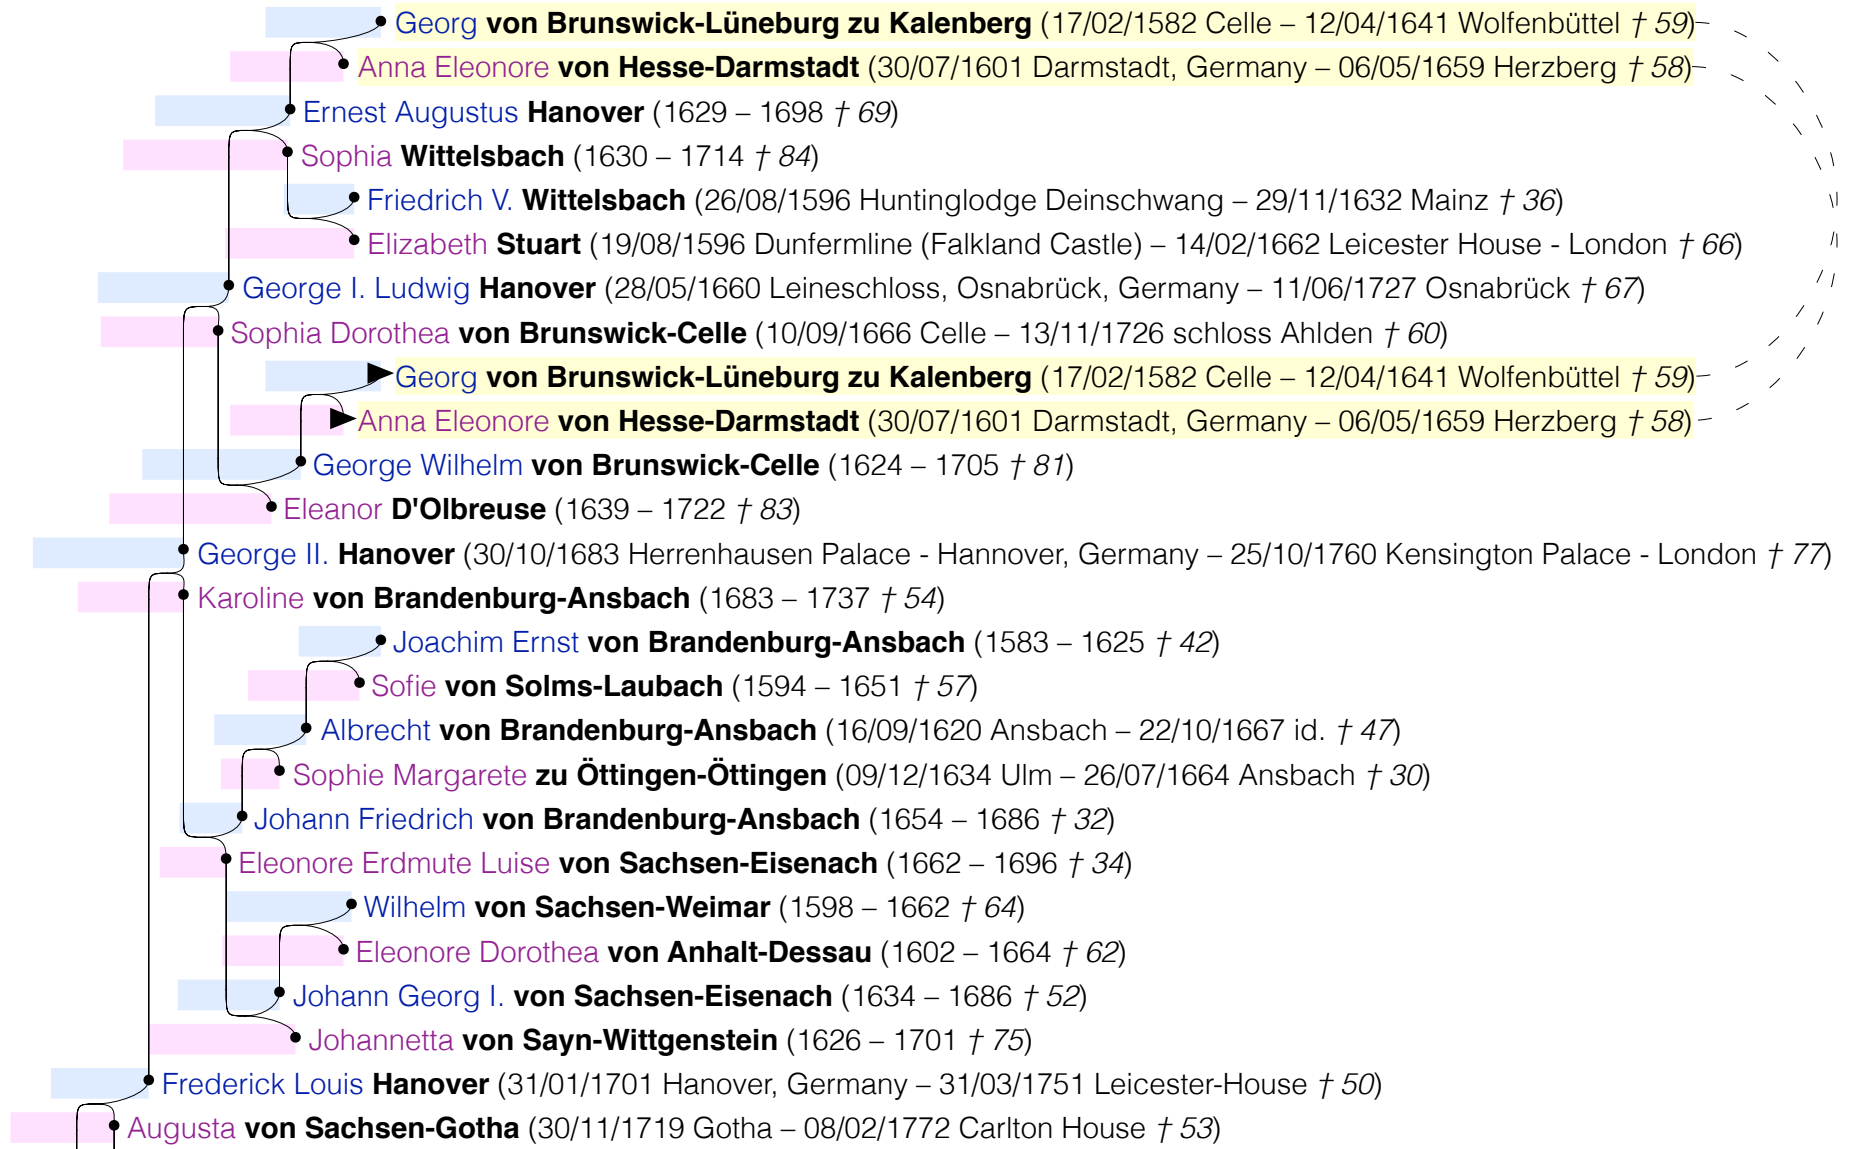 Georg von Brunswick-Lüneburg zu Kalenberg (17/02/1582 Celle – 12/04/1641 Wolfenbüttel † 59)
Anna Eleonore von Hesse-Darmstadt (30/07/1601 Darmstadt, Germany – 06/05/1659 Herzberg † 58)
Ernest Augustus Hanover (1629 – 1698 † 69)
Sophia Wittelsbach (1630 – 1714 † 84)
Friedrich V. Wittelsbach (26/08/1596 Huntinglodge Deinschwang – 29/11/1632 Mainz † 36)
Elizabeth Stuart (19/08/1596 Dunfermline (Falkland Castle) – 14/02/1662 Leicester House - London † 66)
George I. Ludwig Hanover (28/05/1660 Leineschloss, Osnabrück, Germany – 11/06/1727 Osnabrück † 67)
Sophia Dorothea von Brunswick-Celle (10/09/1666 Celle – 13/11/1726 schloss Ahlden † 60)
Georg von Brunswick-Lüneburg zu Kalenberg (17/02/1582 Celle – 12/04/1641 Wolfenbüttel † 59)
Anna Eleonore von Hesse-Darmstadt (30/07/1601 Darmstadt, Germany – 06/05/1659 Herzberg † 58)
George Wilhelm von Brunswick-Celle (1624 – 1705 † 81)
Eleanor D'Olbreuse (1639 – 1722 † 83)
George II. Hanover (30/10/1683 Herrenhausen Palace - Hannover, Germany – 25/10/1760 Kensington Palace - London † 77)
Karoline von Brandenburg-Ansbach (1683 – 1737 † 54)
Joachim Ernst von Brandenburg-Ansbach (1583 – 1625 † 42)
Sofie von Solms-Laubach (1594 – 1651 † 57)
Albrecht von Brandenburg-Ansbach (16/09/1620 Ansbach – 22/10/1667 id. † 47)
Sophie Margarete zu Öttingen-Öttingen (09/12/1634 Ulm – 26/07/1664 Ansbach † 30)
Johann Friedrich von Brandenburg-Ansbach (1654 – 1686 † 32)
Eleonore Erdmute Luise von Sachsen-Eisenach (1662 – 1696 † 34)
Wilhelm von Sachsen-Weimar (1598 – 1662 † 64)
Eleonore Dorothea von Anhalt-Dessau (1602 – 1664 † 62)
Johann Georg I. von Sachsen-Eisenach (1634 – 1686 † 52)
Johannetta von Sayn-Wittgenstein (1626 – 1701 † 75)
Frederick Louis Hanover (31/01/1701 Hanover, Germany – 31/03/1751 Leicester-House † 50)
Augusta von Sachsen-Gotha (30/11/1719 Gotha – 08/02/1772 Carlton House † 53)